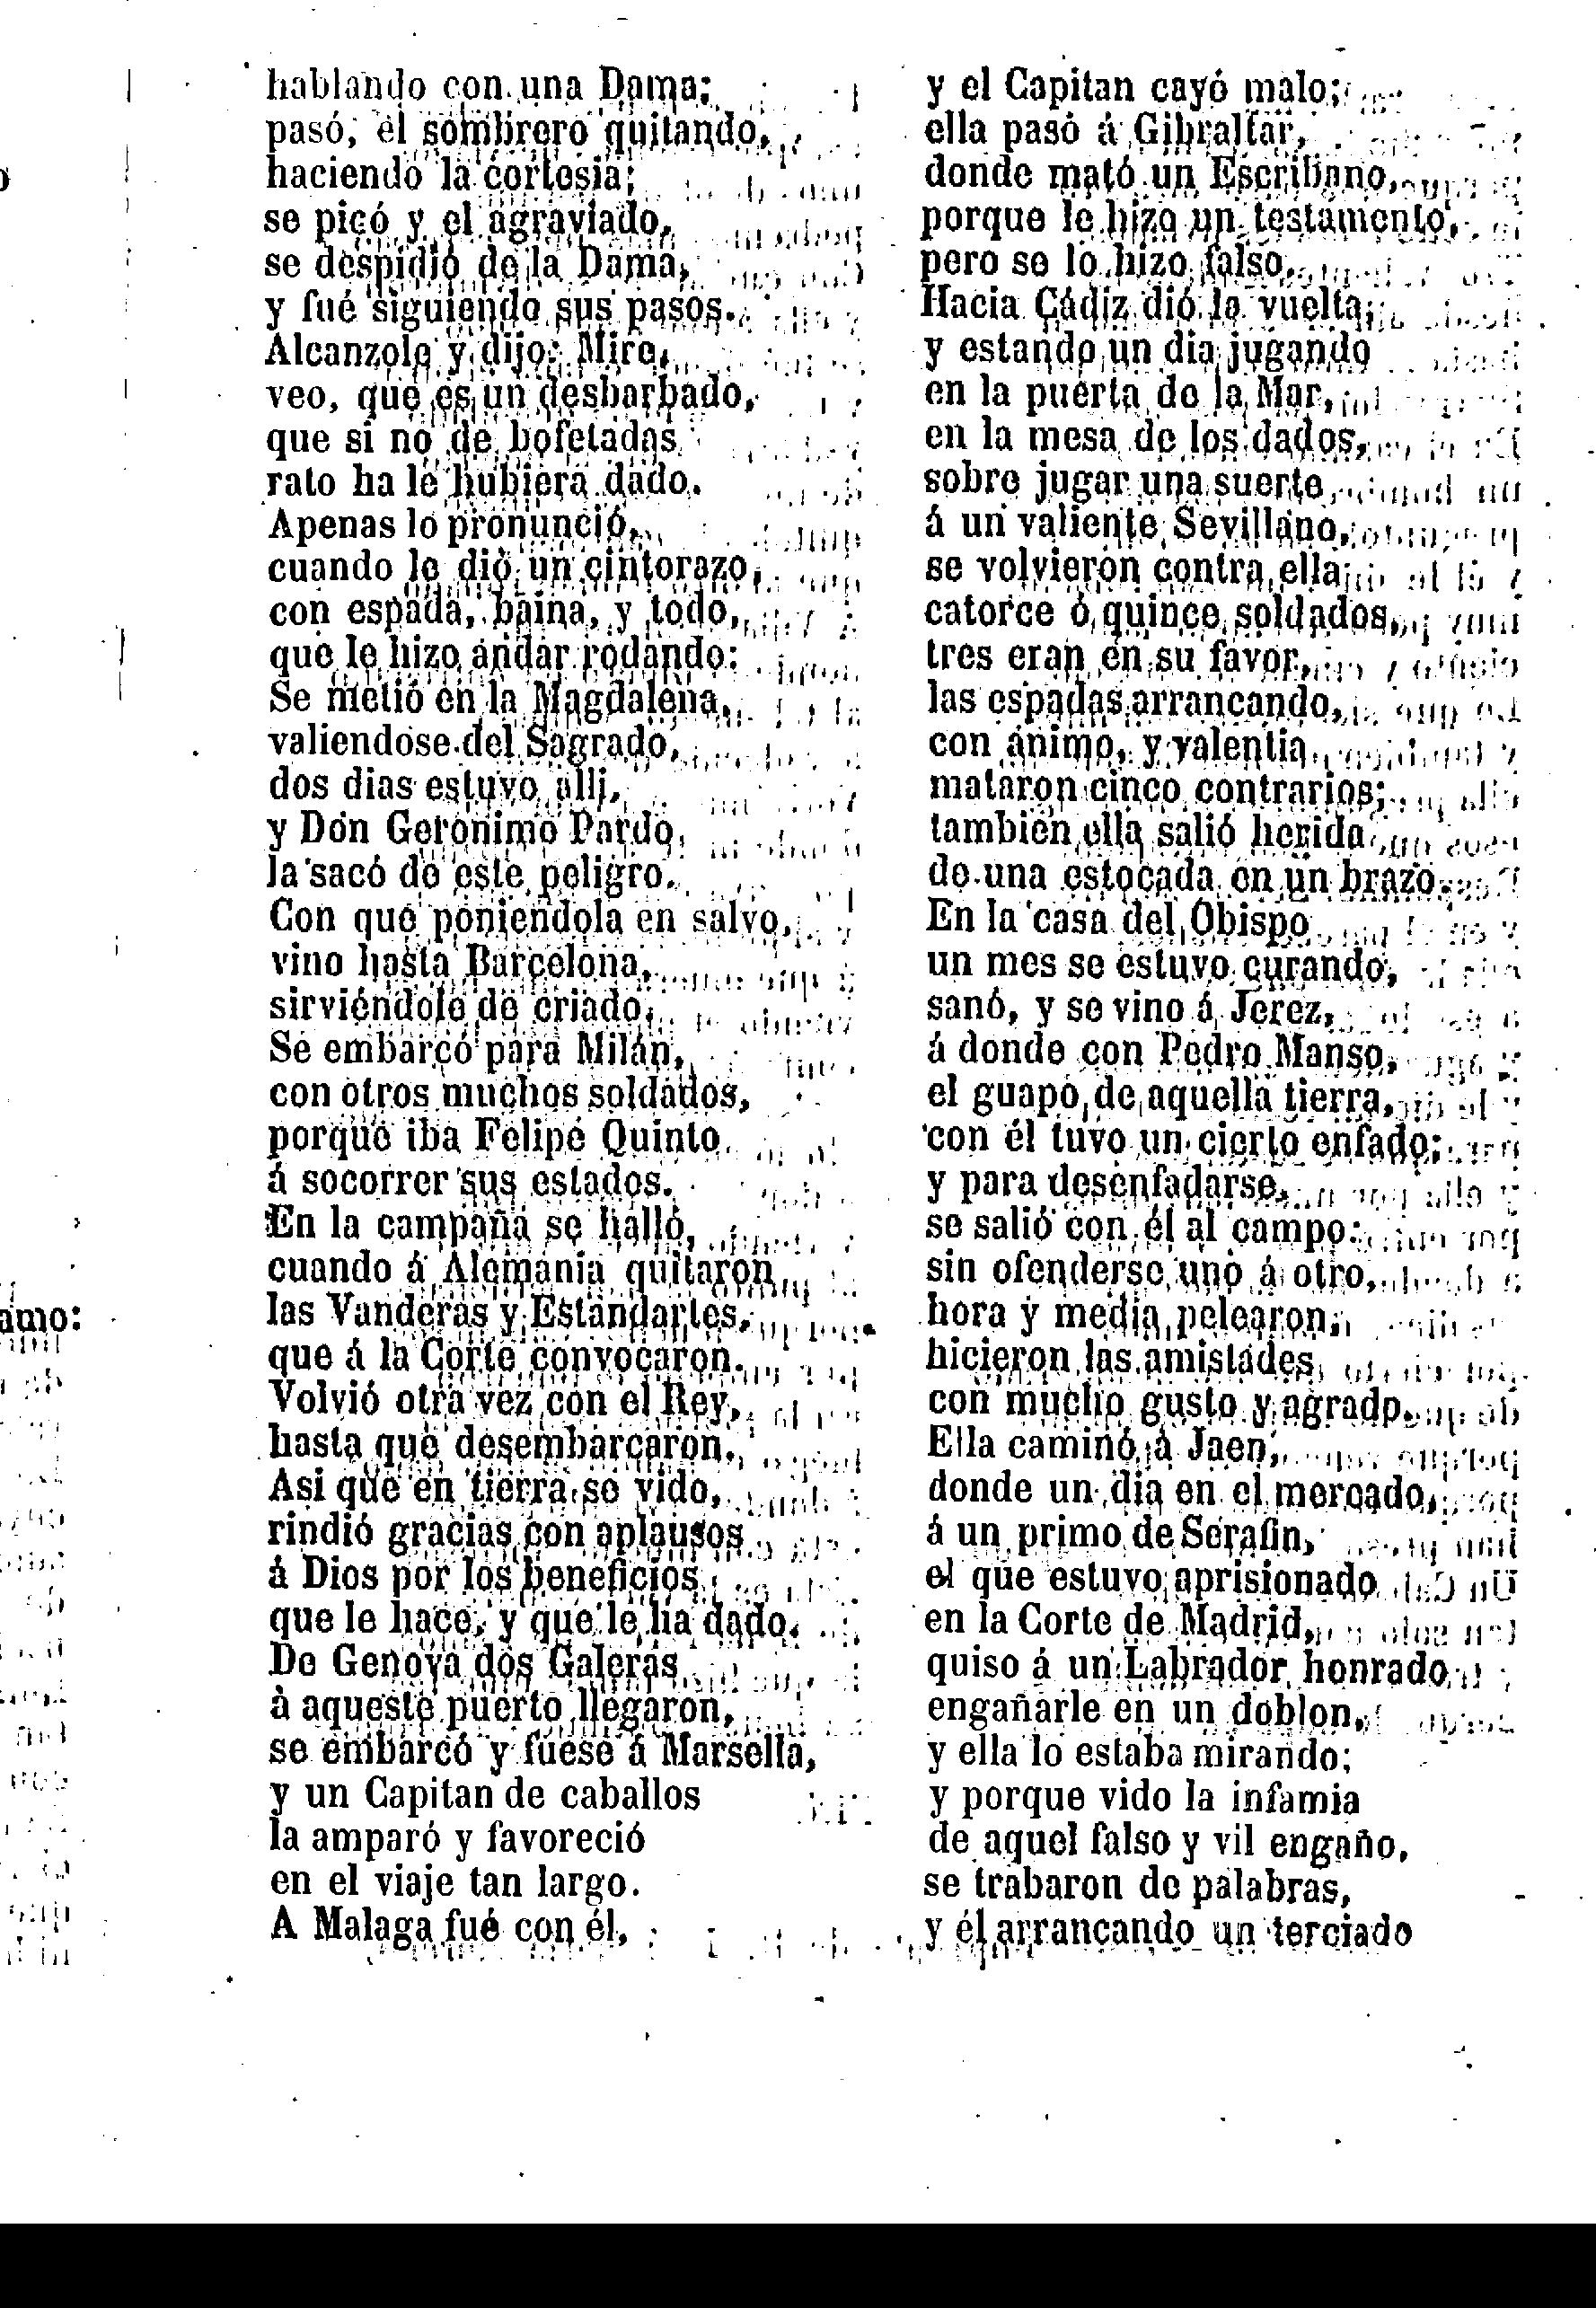 hablando con una Dama;
pasó, el sombrero quitando,
haciendo la cortesia;
se picó y el agraviado,
se despidió de la Dama,
y fué siguiendo sus pasos.
Alcanzole y dijo: Mire,
veo, que es un desbarbado,
que si no de bofetadas
rato ha le hubiera dado.
Apenas lo pronunció,
cuando le dió un cintorazo,
con espada, baina, y todo,
que le hizo andar rodando:
Se metió en la Magdalena,
valiendose del Sagrado,
dos dias estuvo alli,
y Don Geronimo Pardo,
la sacó de este peligro.
Con que poniendola en salvo,
vino hasta Barcelona,
sirviéndole de criado,
Se embarcó para Milán,
con otros muchos soldados,
porque iba Felipe Quinto
á socorrer sus estados.
En la campaña se halló,
cuando á Alemania quitaron
las Vanderas y Estandartes,
que á la Corte convocaron.
Volvió otra vez con el Rey,
hasta que desembarcaron.
Asi que en tierra se vido,
rindió gracias con aplausos
á Dios por los beneficios
que le hace, y que le ha dado.
De Genova dos Galeras
à aqueste puerto llegaron,
se embarcó y fuese á Marsella,
y un Capitan de caballos
la amparó y favoreció
en el viaje tan largo.
A Malaga fué con él,
y el Capitan cayó malo;
ella pasó á Gibraltar,
donde mató un Escribano,
porque le hizo un testamento,
pero se lo hizo falso.
Hacia Cádiz dió la vuelta;
y estando un dia jugando
en la puerta de la Mar,
en la mesa de los dados,
sobre jugar una suerte
á un valiente Sevillano,
se volvieron contra ella
catorce ó quince soldados,
tres eran en su favor,
las espadas arrancando,
con ánimo, y valentia
mataron cinco contrarios;
también ella salió herida
de una estocada en un brazo.
En la casa del Obispo
un mes se estuvo curando,
sanó, y se vino á Jerez,
á donde con Pedro Manso,
el guapo de aquella tierra,
con él tuvo un cierto enfado;
y para desenfadarse,
se salió con él al campo:
sin ofenderse uno á otro,
hora y media pelearon,
hicieron las amistades
con mucho gusto y agrado.
Ella caminó á Jaen,
donde un dia en el mercado,
á un primo de Serafin,
el que estuvo aprisionado
en la Corte de Madrid,
quiso á un Labrador honrado
engañarle en un doblon,
y ella lo estaba mirando;
y porque vido la infamia
de aquel falso y vil engaño,
se trabaron de palabras,
y él arrancando un terciado